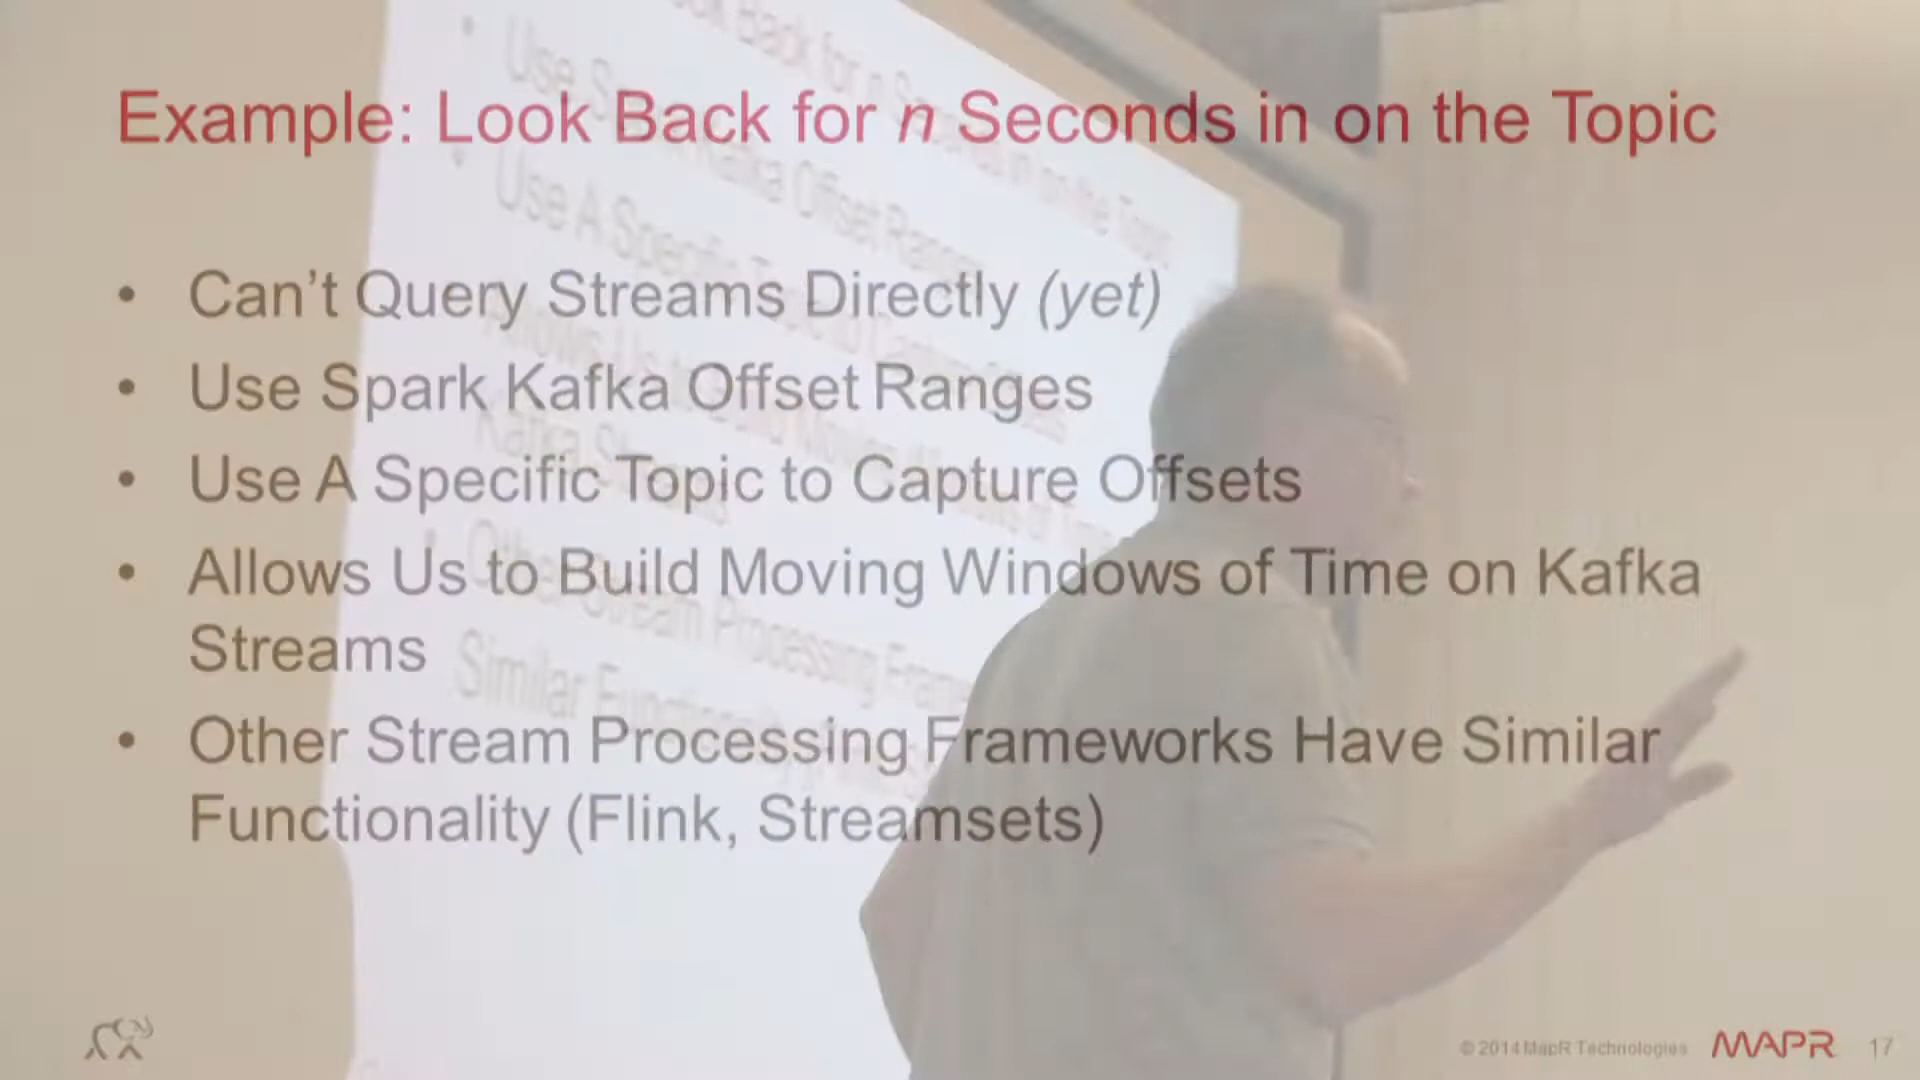 Example: Look Back for n Seconds in on the Topic
• Can't Query Streams Directly (yet)
• Use Spark Kafka Offset Ranges
• Use A Specific Topic to Capture Offsets
• Allows Us to Build Moving Windows of Time on Kafka
Streams
• Other Stream Processing Frameworks Have Similar
Functionality (Flink, Streamsets)
© 2014 MapR Technologies MAPR 17